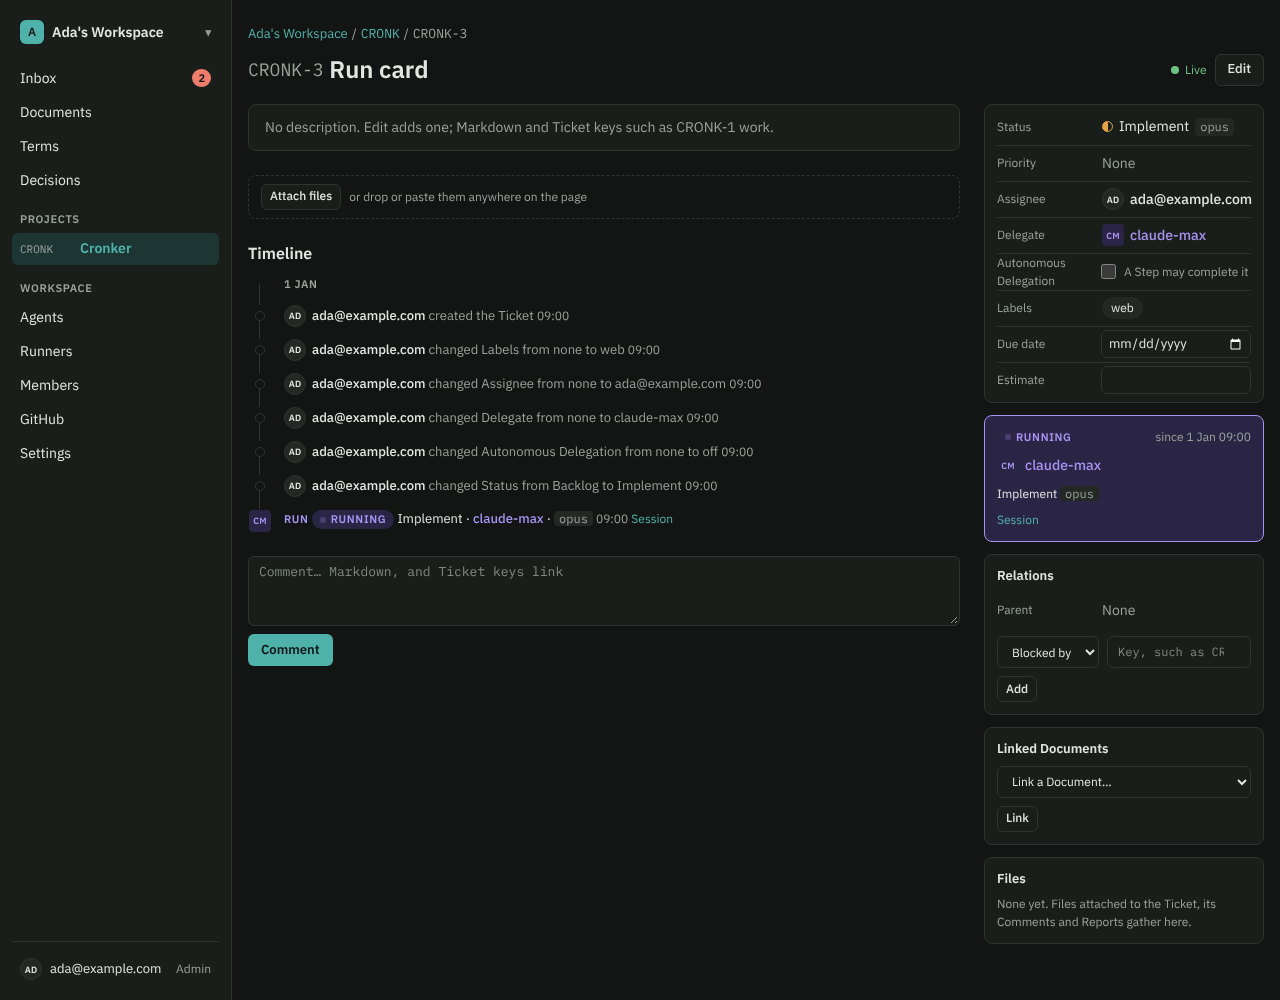 A Ada's Workspace ▾
Inbox 2
Documents
Terms
Decisions
PROJECTS
CRONK Cronker
WORKSPACE
Agents
Runners
Members
GitHub
Settings
AD ada@example.com Admin
Ada's Workspace / CRONK / CRONK-3
CRONK-3 Run card
Live Edit
No description. Edit adds one; Markdown and Ticket keys such as CRONK-1 work.
Attach files or drop or paste them anywhere on the page
Timeline
1 JAN
AD ada@example.com created the Ticket 09:00
AD ada@example.com changed Labels from none to web 09:00
AD ada@example.com changed Assignee from none to ada@example.com 09:00
AD ada@example.com changed Delegate from none to claude-max 09:00
AD ada@example.com changed Autonomous Delegation from none to off 09:00
AD ada@example.com changed Status from Backlog to Implement 09:00
CM RUN RUNNING Implement · claude-max · opus 09:00 Session
Comment… Markdown, and Ticket keys link
Comment
Status Implement opus
Priority None
Assignee AD ada@example.com
Delegate CM claude-max
Autonomous Delegation A Step may complete it
Labels web
Due date mm/dd/yyyy
Estimate
RUNNING since 1 Jan 09:00
CM claude-max
Implement opus
Session
Relations
Parent None
Blocked by Key, such as CR
Add
Linked Documents
Link a Document...
Link
Files
None yet. Files attached to the Ticket, its
Comments and Reports gather here.